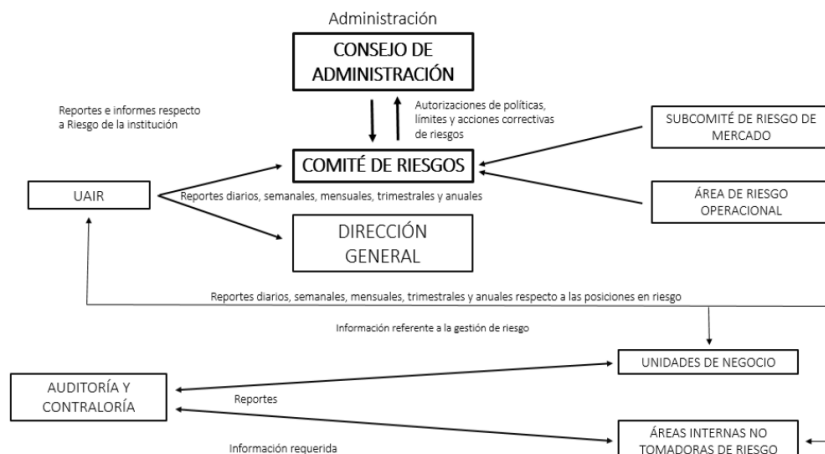 Administración
CONSEJO DE
ADMINISTRACIÓN
Reportes e informes respecto
a Riesgo de la institución
Autorizaciones de políticas,
límites y acciones correctivas
de riesgos
SUBCOMITÉ DE RIESGO DE
MERCADO
COMITÉ DE RIESGOS
UAIR
Reportes diarios, semanales, mensuales, trimestrales y anuales
ÁREA DE RIESGO
OPERACIONAL
DIRECCIÓN
GENERAL
Reportes diarios, semanales, mensuales, trimestrales y anuales respecto a las posiciones en riesgo
Información referente a la gestión de riesgo
UNIDADES DE NEGOCIO
AUDITORÍA Y
CONTRALORÍA
Reportes
ÁREAS INTERNAS NO
TOMADORAS DE RIESGO
Información requerida